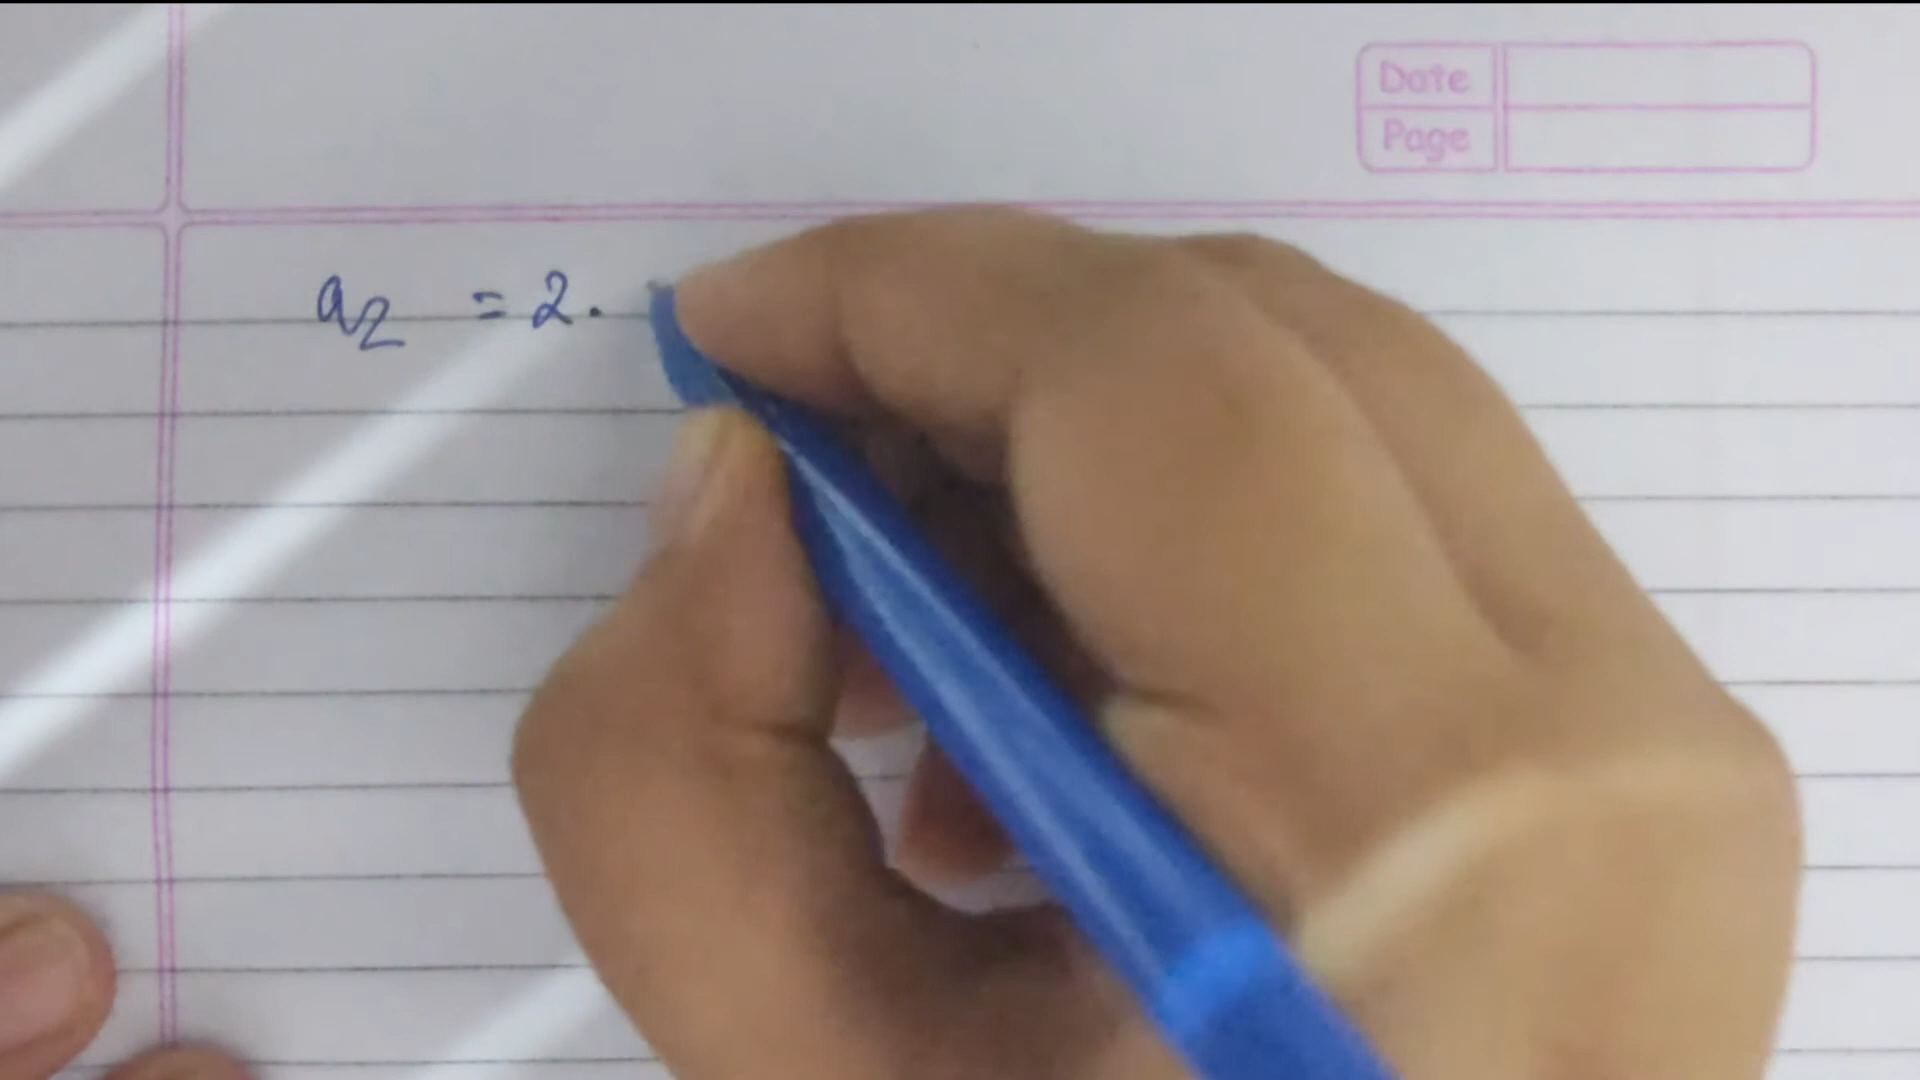 Date
Page
a₂ = 2.